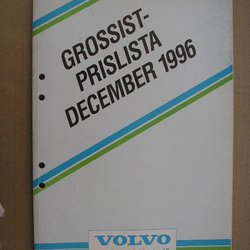 GROSSIST-
PRISLISTA
DECEMBER 1996
VOLVO